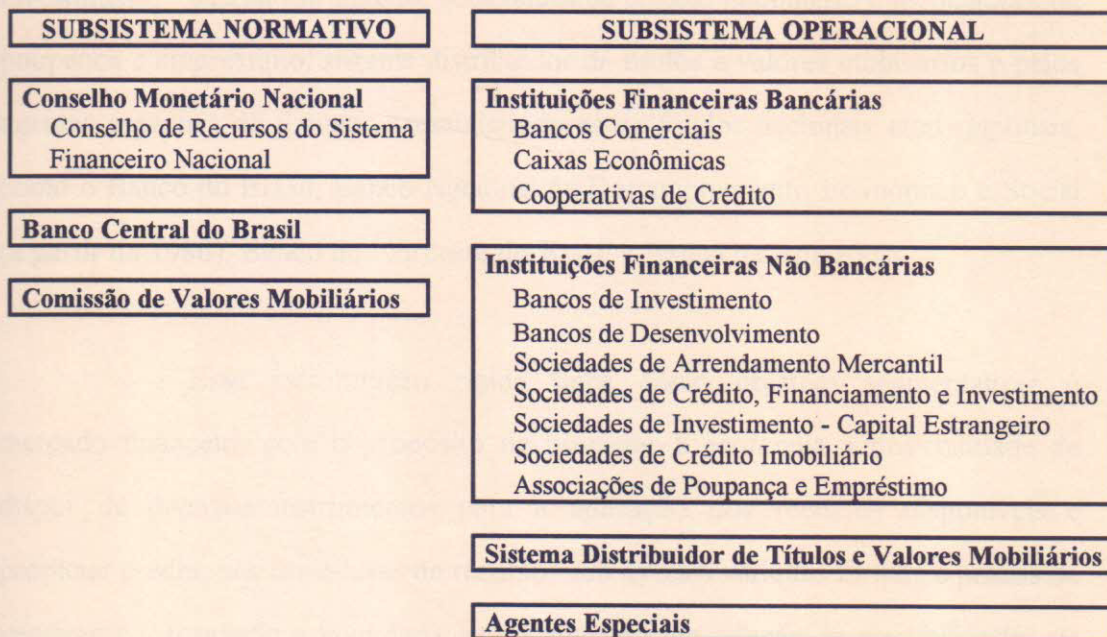 SUBSISTEMA NORMATIVO
Conselho Monetário Nacional
Conselho de Recursos do Sistema
Financeiro Nacional
Banco Central do Brasil
Comissão de Valores Mobiliários
SUBSISTEMA OPERACIONAL
Instituições Financeiras Bancárias
Bancos Comerciais
Caixas Econômicas
Cooperativas de Crédito
Instituições Financeiras Não Bancárias
Bancos de Investimento
Bancos de Desenvolvimento
Sociedades de Arrendamento Mercantil
Sociedades de Crédito, Financiamento e Investimento
Sociedades de Investimento - Capital Estrangeiro
Sociedades de Crédito Imobiliário
Associações de Poupança e Empréstimo
Sistema Distribuidor de Títulos e Valores Mobiliários
Agentes Especiais